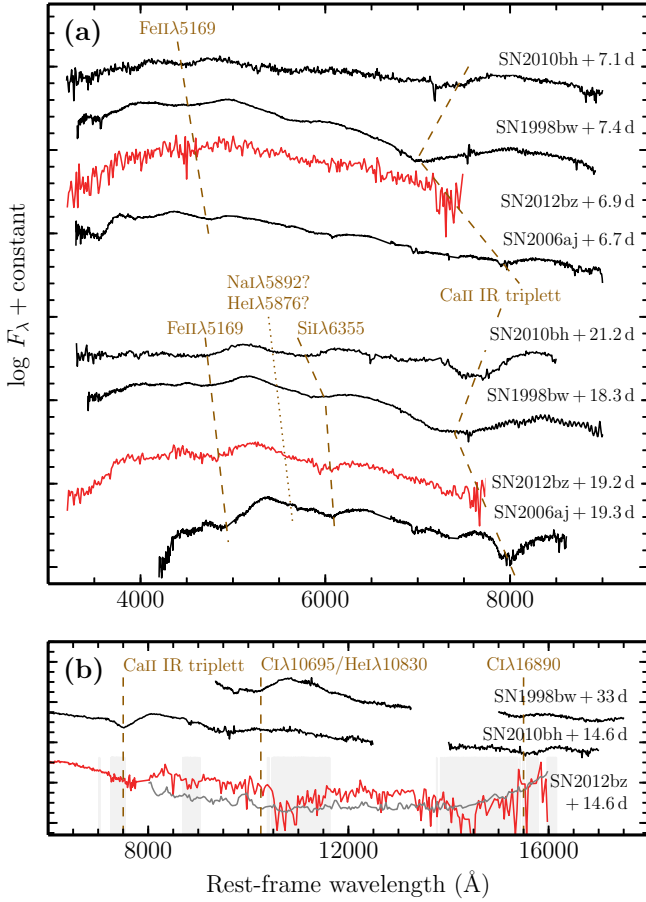 (a)
FeIIλ5169
SN2010bh + 7.1 d
SN1998bw + 7.4 d
SN2012bz + 6.9 d
SN2006aj + 6.7 d
NaIλ5892?
HeIλ5876?
CaII IR triplett
FeIIλ5169
SiIλ6355
SN2010bh + 21.2 d
SN1998bw + 18.3 d
SN2012bz + 19.2 d
SN2006aj + 19.3 d
log Fλ + constant
4000 6000 8000
(b)
CaII IR triplett
CIλ10695/HeIλ10830
CIλ16890
SN1998bw + 33 d
SN2010bh + 14.6 d
SN2012bz
+ 14.6 d
8000 12000 16000
Rest-frame wavelength (Å)